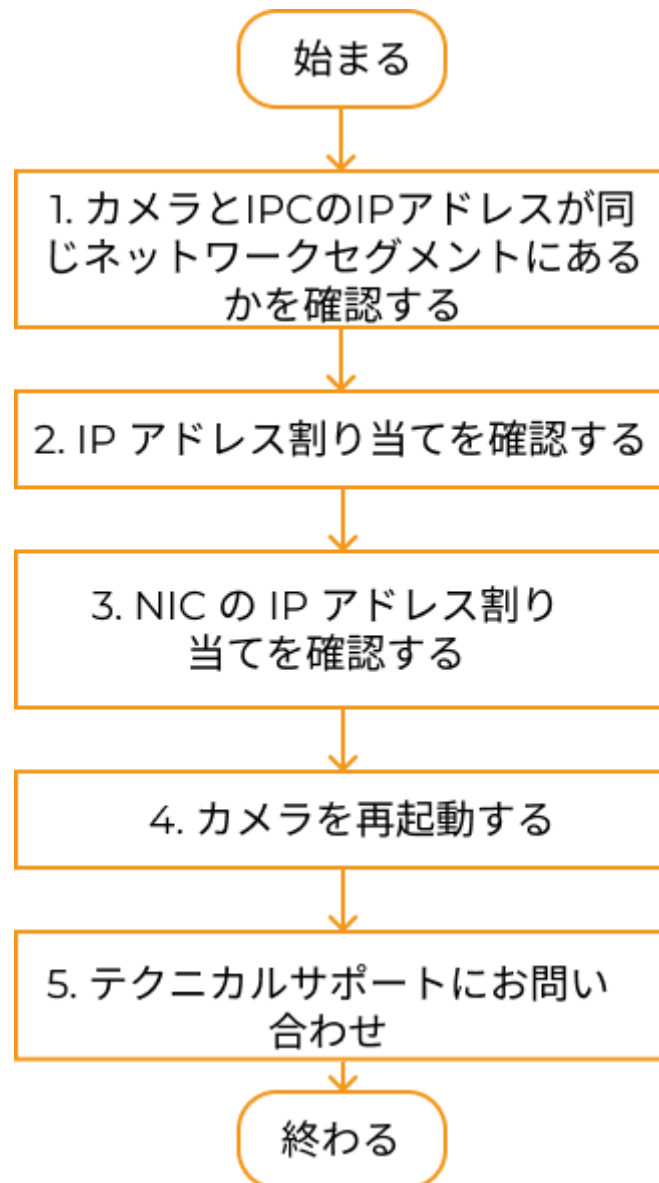 始まる
1. カメラとIPCのIPアドレスが同
じネットワークセグメントにある
かを確認する
2. IP アドレス割り当てを確認する
3. NIC の IP アドレス割り
当てを確認する
4. カメラを再起動する
5. テクニカルサポートにお問い
合わせ
終わる